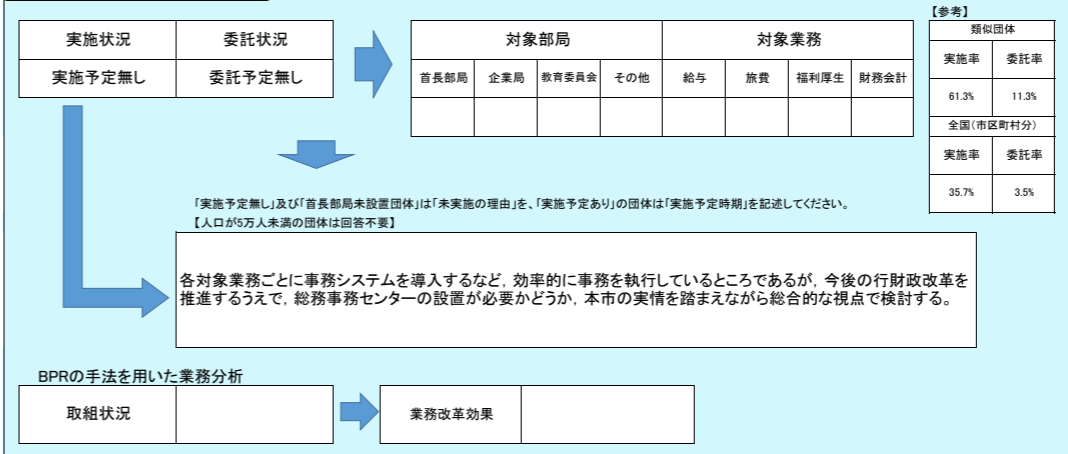 【参考】
実施状況 委託状況
対象部局 対象業務
類似団体
実施予定無し 委託予定無し
首長部局 企業局 教育委員会 その他 給与 旅費 福利厚生 財務会計
実施率 委託率
61.3% 11.3%
全国(市区町村分)
実施率 委託率
35.7% 3.5%
「実施予定無し」及び「首長部局未設置団体」は「未実施の理由」を、「実施予定あり」の団体は「実施予定時期」を記述してください。
【人口が5万人未満の団体は回答不要】
各対象業務ごとに事務システムを導入するなど，効率的に事務を執行しているところであるが，今後の行財政改革を
推進するうえで，総務事務センターの設置が必要かどうか，本市の実情を踏まえながら総合的な視点で検討する。
BPRの手法を用いた業務分析
取組状況
業務改革効果